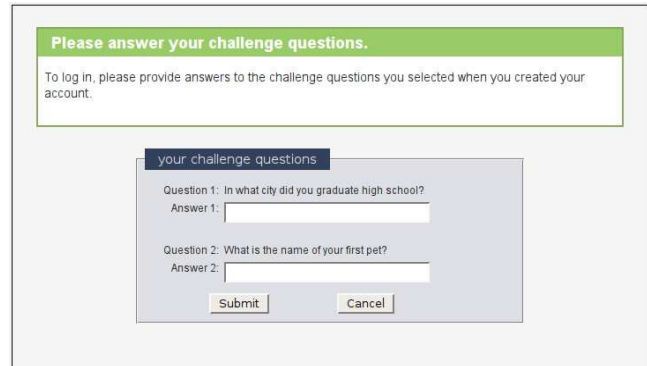 Please answer your challenge questions.
To log in, please provide answers to the challenge questions you selected when you created your
account.
your challenge questions
Question 1: In what city did you graduate high school?
Answer 1:
Question 2: What is the name of your first pet?
Answer 2:
Submit Cancel